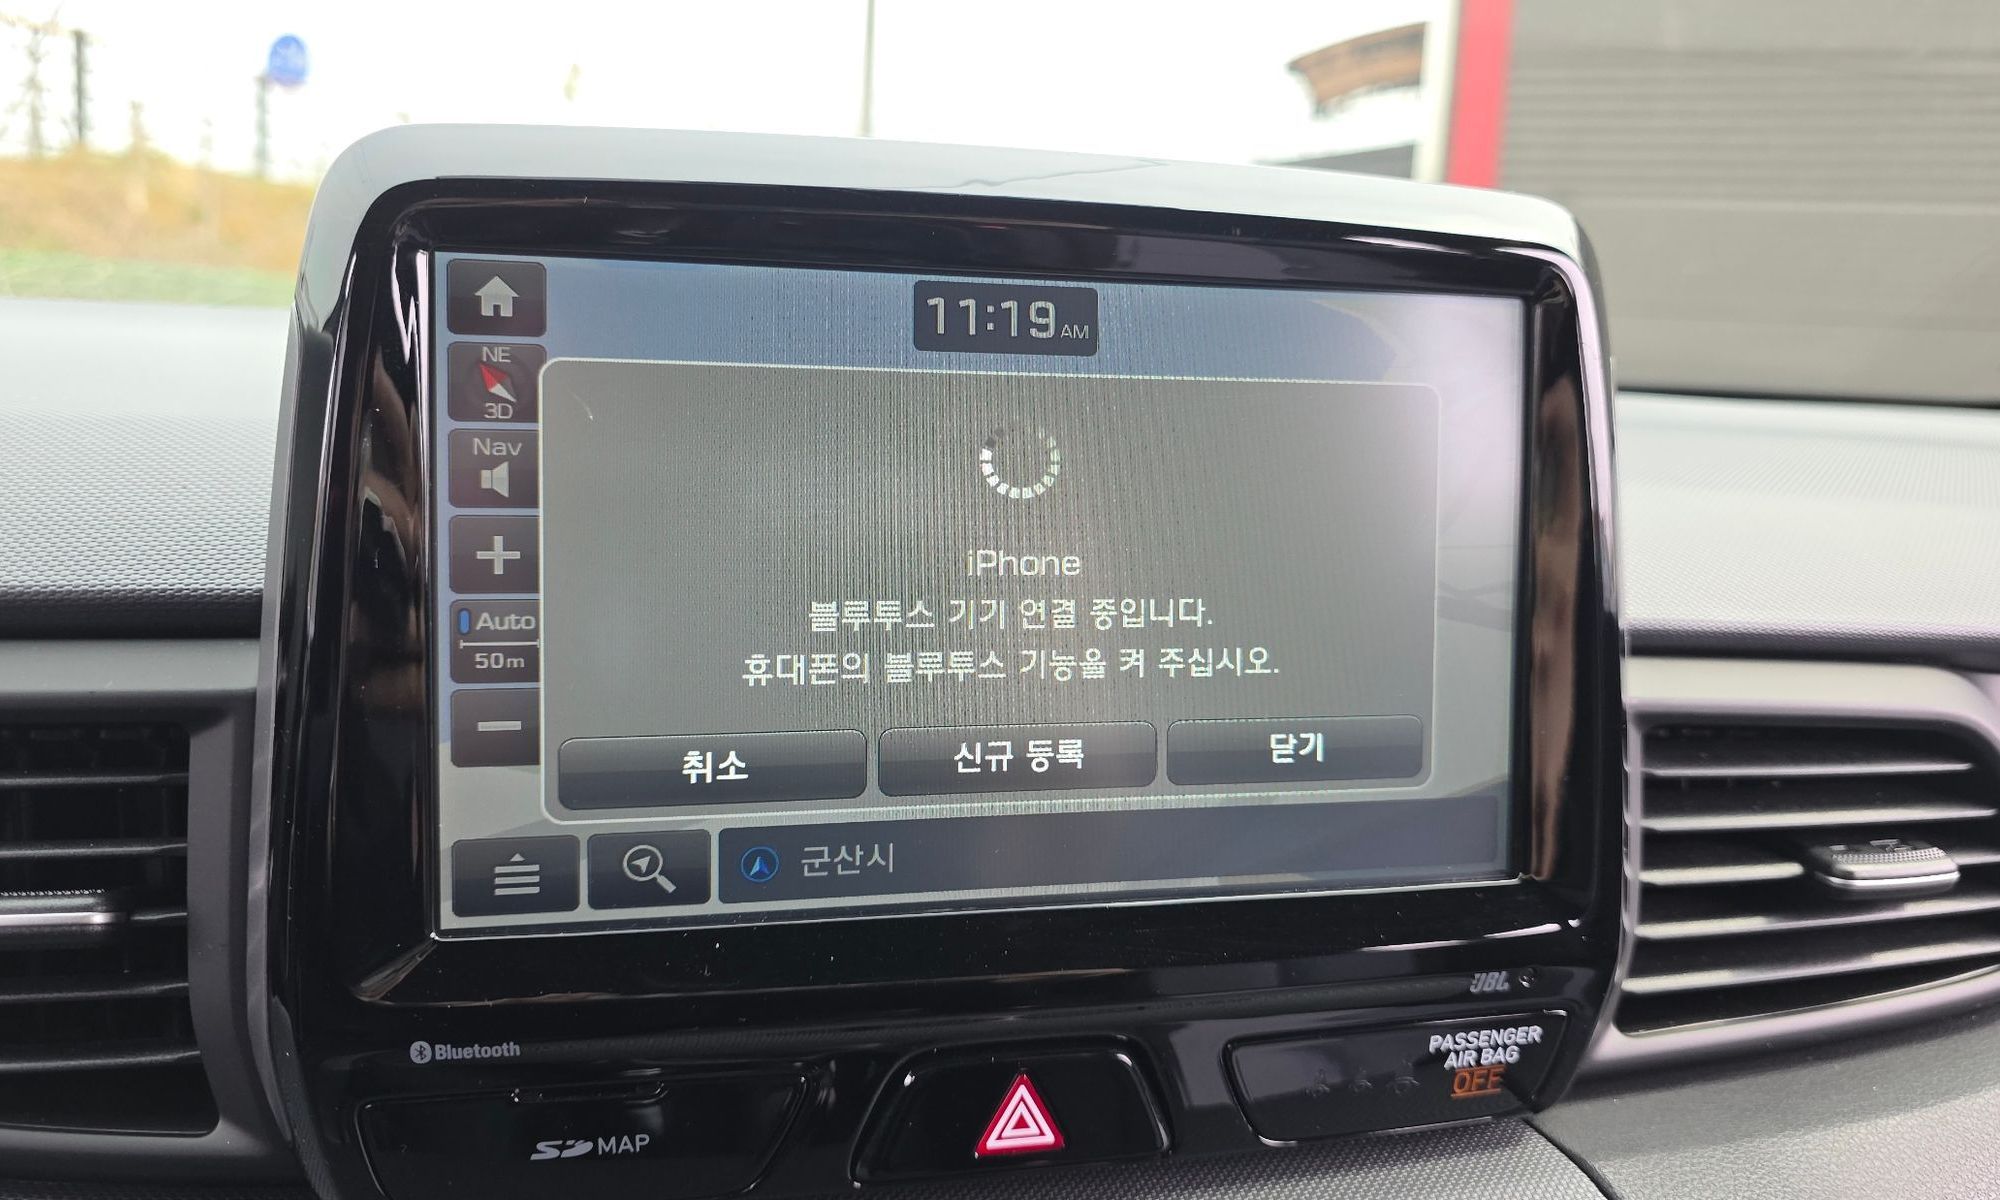 11:19 AM
NE
3D
Nav
iPhone
블루투스 기기 연결 중입니다.
휴대폰의 블루투스 기능을 켜 주십시오.
Auto
50m
취소
신규 등록
닫기
군산시
JBL
Bluetooth
PASSENGER
AIR BAG
OFF
SD MAP